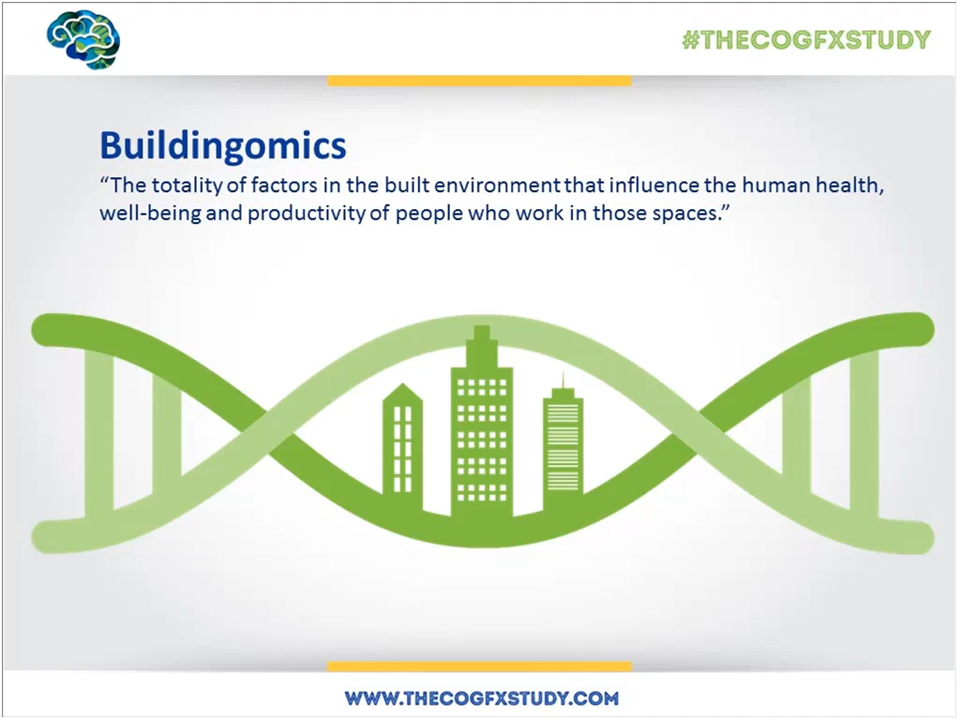 #THECOGFXSTUDY
Buildingomics
“The totality of factors in the built environment that influence the human health,
well-being and productivity of people who work in those spaces.”
WWW.THECOGFXSTUDY.COM